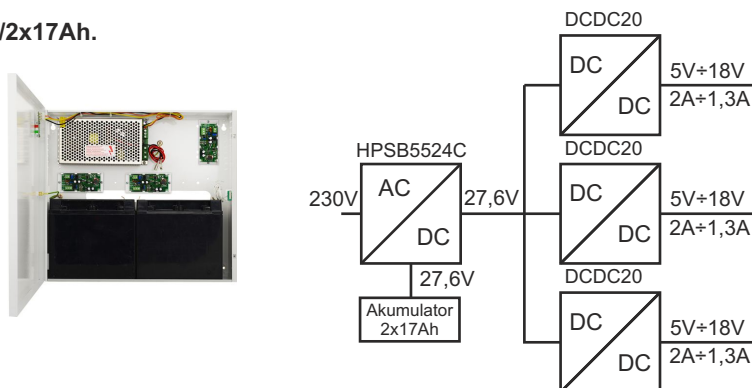 /2x17Ah.
DCDC20
DC
DC
5V÷18V
2A÷1,3A
HPSB5524C
230V
AC
DC
27,6V
27,6V
Akumulator
2x17Ah
DCDC20
DC
DC
5V÷18V
2A÷1,3A
DCDC20
DC
DC
5V÷18V
2A÷1,3A